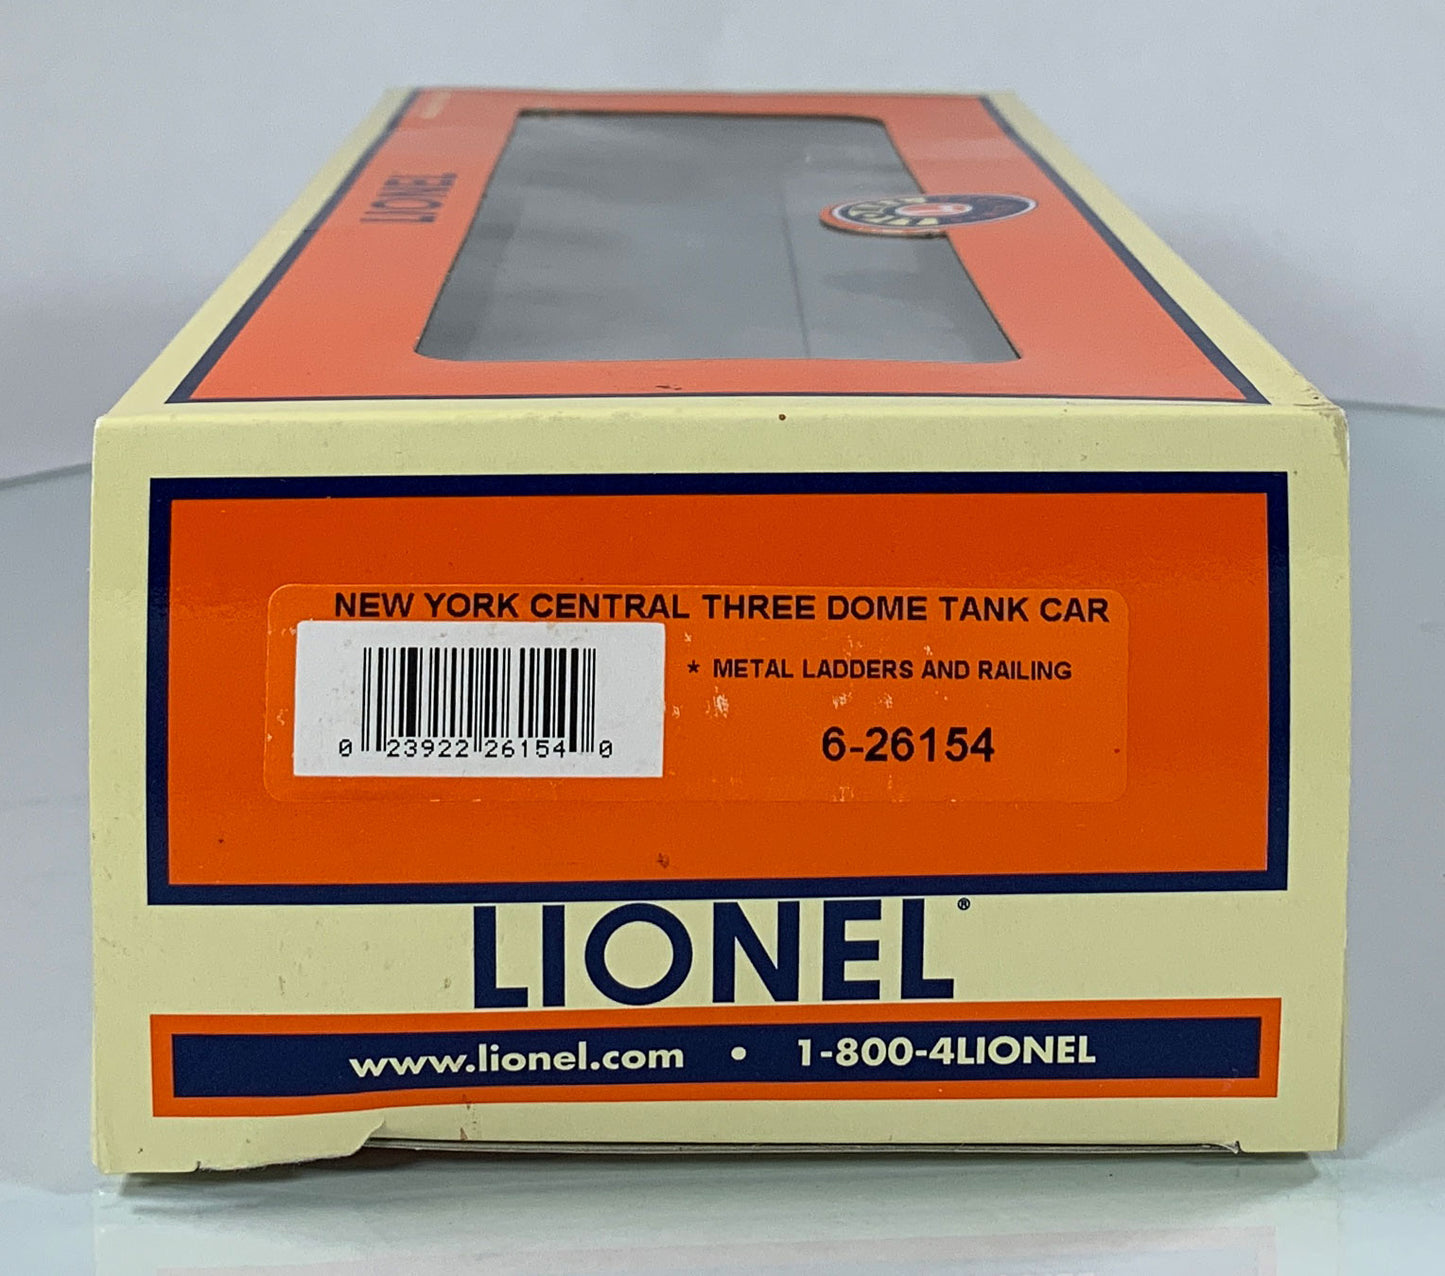 LIONEL
NEW YORK CENTRAL THREE DOME TANK CAR
* METAL LADDERS AND RAILING
0 23922 26154 0
6-26154
LIONEL®
www.lionel.com • 1-800-4LIONEL